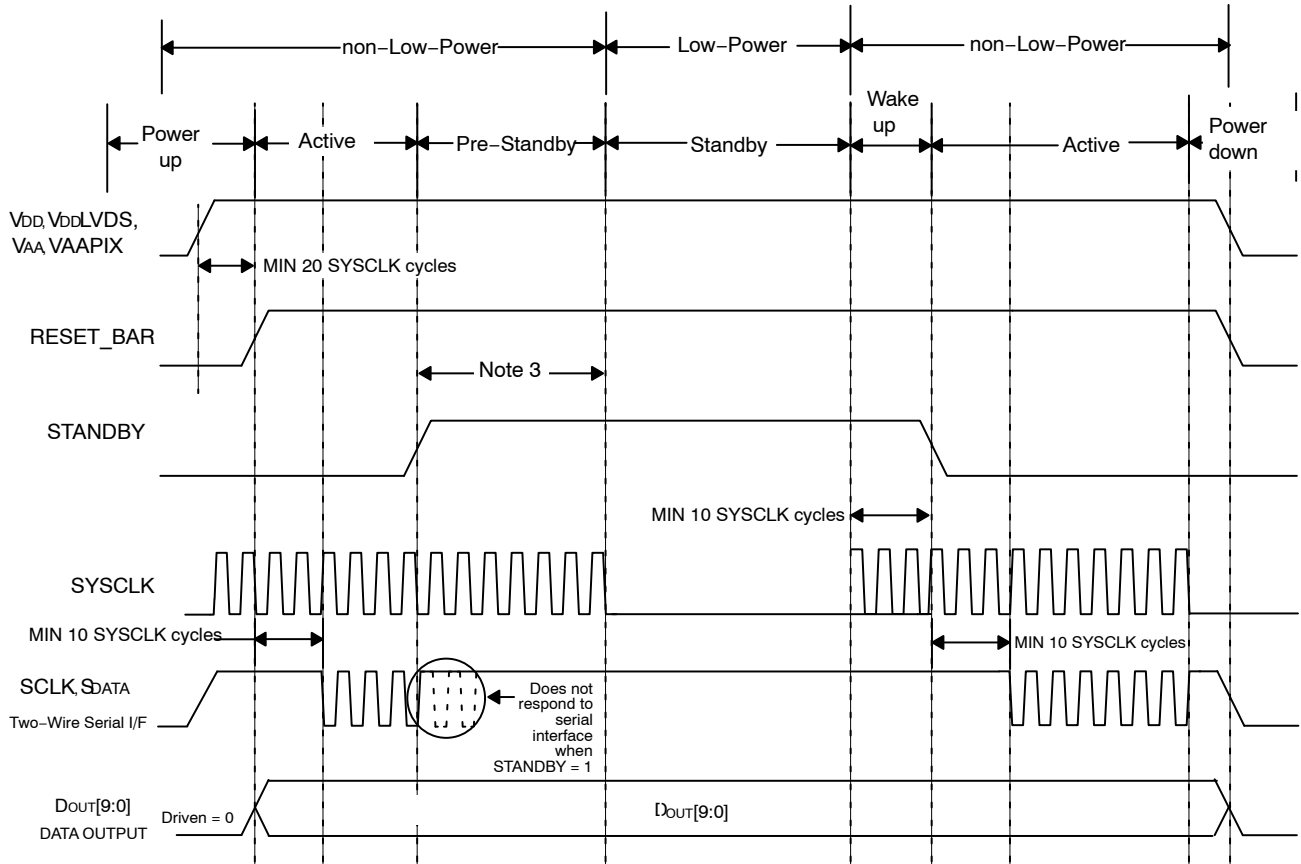 non-Low-Power
Low-Power
non-Low-Power
Power
up
Active
Pre-Standby
Standby
Wake
up
Active
Power
down
VDD, VDDLVDS,
VAA, VAAPIX
MIN 20 SYSCLK cycles
RESET_BAR
Note 3
STANDBY
MIN 10 SYSCLK cycles
SYSCLK
MIN 10 SYSCLK cycles
MIN 10 SYSCLK cycles
SCLK, SDATA
Two-Wire Serial I/F
Does not
respond to
serial
interface
when
STANDBY = 1
DOUT[9:0]
DATA OUTPUT
Driven = 0
DOUT[9:0]